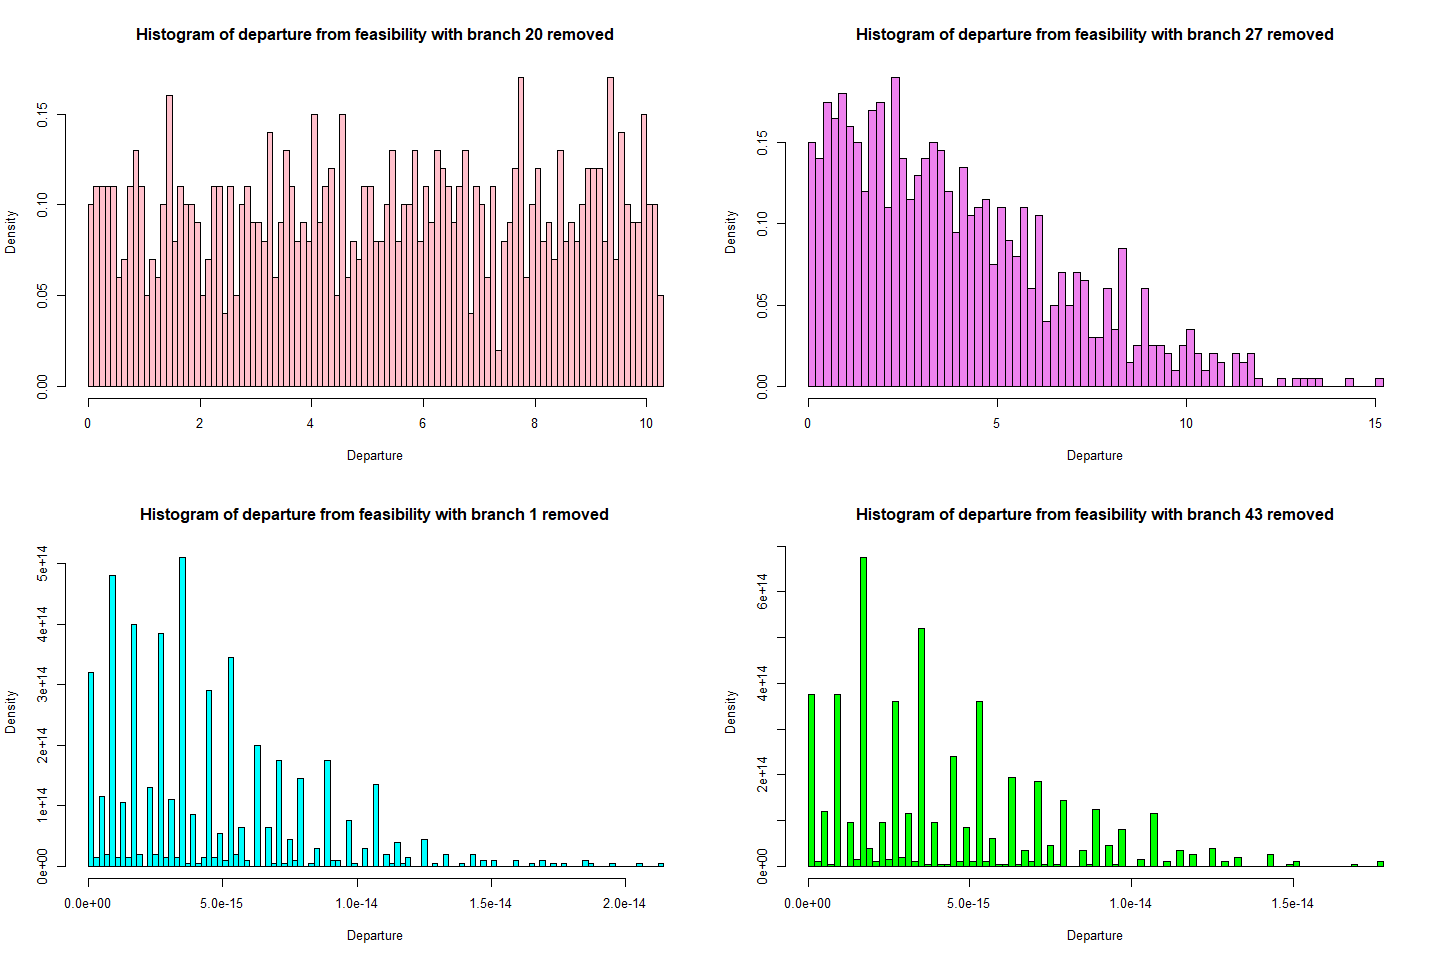 Histogram of departure from feasibility with branch 20 removed
Density
0.00
0.05
0.10
0.15
0
2
4
6
8
10
Departure
Histogram of departure from feasibility with branch 27 removed
Density
0.00
0.05
0.10
0.15
0
5
10
15
Departure
Histogram of departure from feasibility with branch 1 removed
Density
0e+00
1e+14
2e+14
3e+14
4e+14
5e+14
0.0e+00
5.0e-15
1.0e-14
1.5e-14
2.0e-14
Departure
Histogram of departure from feasibility with branch 43 removed
Density
0e+00
2e+14
4e+14
6e+14
0.0e+00
5.0e-15
1.0e-14
1.5e-14
Departure